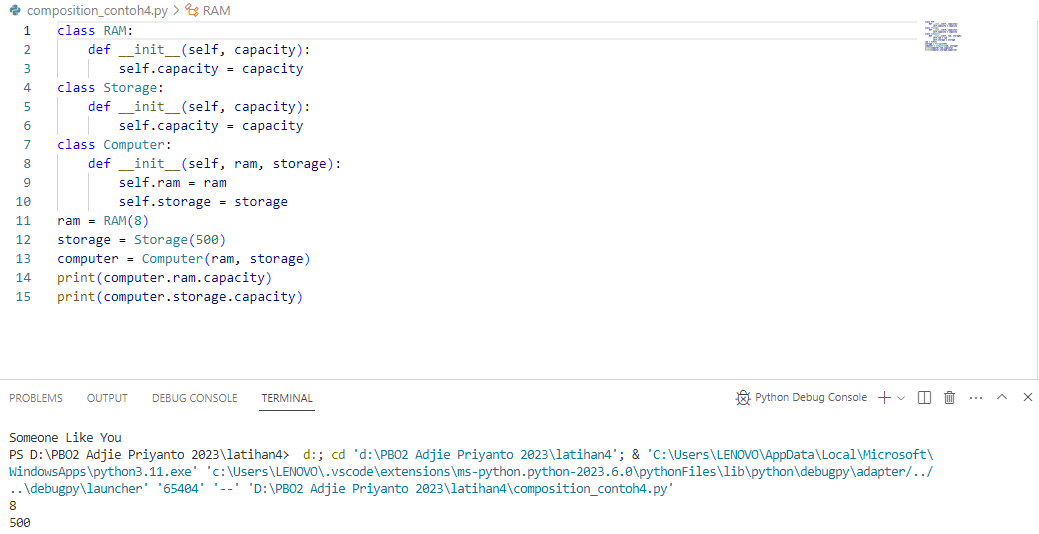 composition_contoh4.py > RAM
1 class RAM:
2     def __init__(self, capacity):
3         self.capacity = capacity
4 class Storage:
5     def __init__(self, capacity):
6         self.capacity = capacity
7 class Computer:
8     def __init__(self, ram, storage):
9         self.ram = ram
10         self.storage = storage
11 ram = RAM(8)
12 storage = Storage(500)
13 computer = Computer(ram, storage)
14 print(computer.ram.capacity)
15 print(computer.storage.capacity)
PROBLEMS OUTPUT DEBUG CONSOLE TERMINAL Python Debug Console
Someone Like You
PS D:\PBO2 Adjie Priyanto 2023\latihan4>  d:; cd 'd:\PBO2 Adjie Priyanto 2023\latihan4'; & 'C:\Users\LENOVO\AppData\Local\Microsoft\
WindowsApps\python3.11.exe' 'c:\Users\LENOVO\.vscode\extensions\ms-python.python-2023.6.0\pythonFiles\lib\python\debugpy\adapter/../
..\debugpy\launcher' '65404' '--' 'D:\PBO2 Adjie Priyanto 2023\latihan4\composition_contoh4.py'
8
500